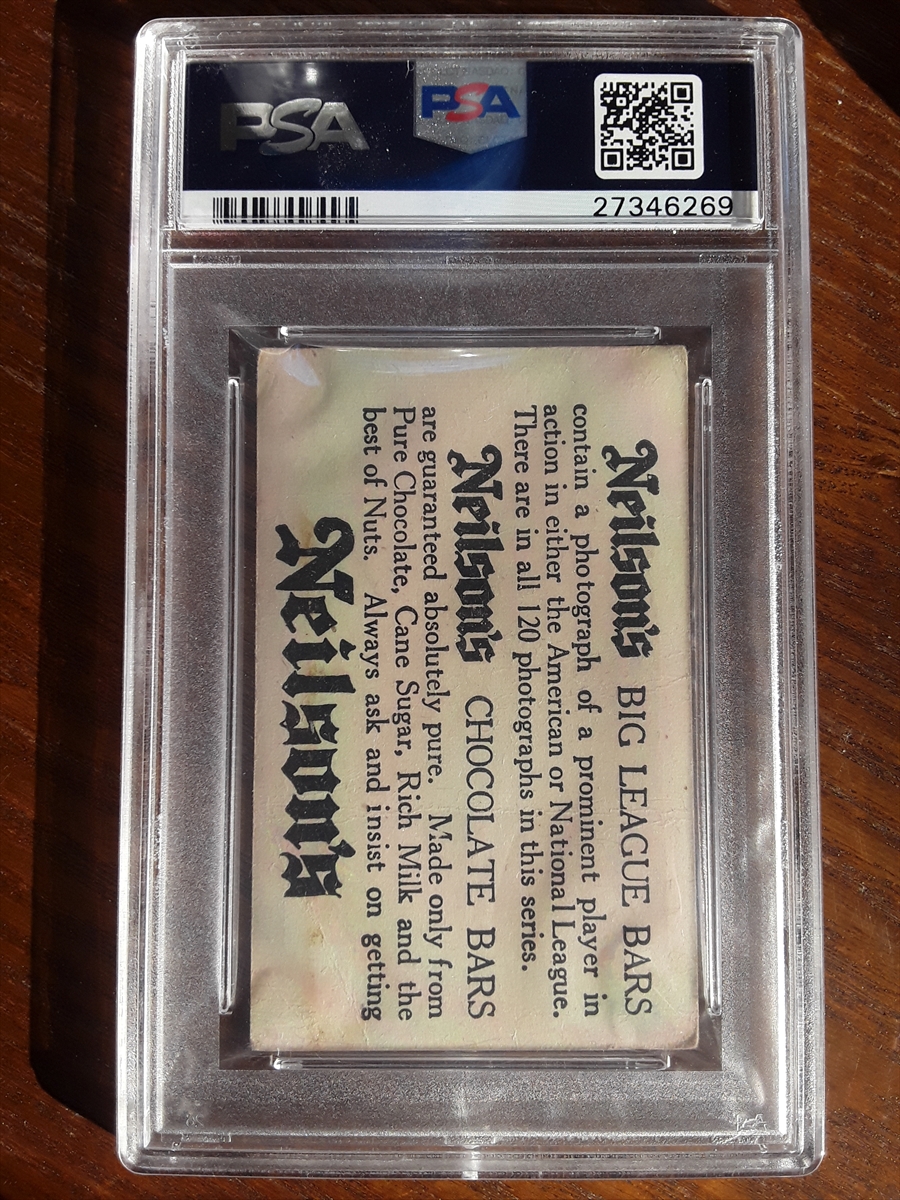 PSA
PSA
27346269
Neilson's BIG LEAGUE BARS
contain a photograph of a prominent player in
action in either the American or National League.
There are in all 120 photographs in this series.
Neilson's CHOCOLATE BARS
are guaranteed absolutely pure. Made only from
Pure Chocolate, Cane Sugar, Rich Milk and the
best of Nuts. Always ask and insist on getting
Neilson's